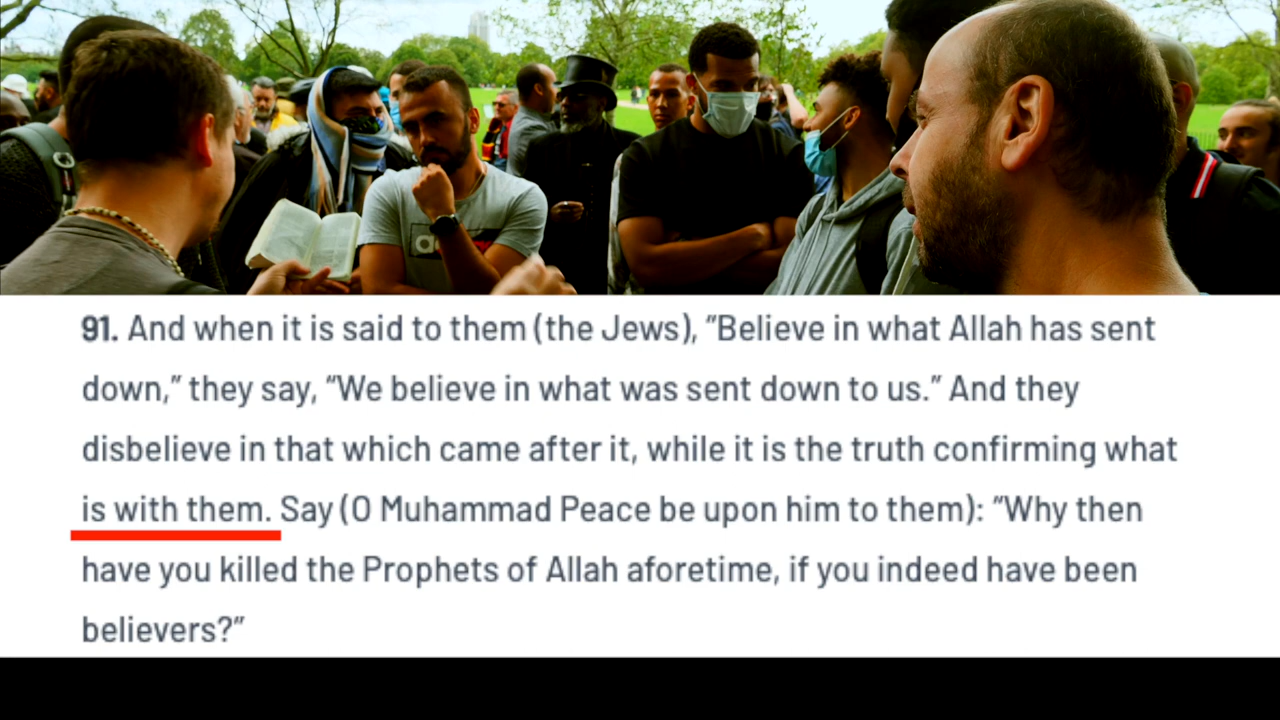 91. And when it is said to them (the Jews), “Believe in what Allah has sent
down,” they say, “We believe in what was sent down to us.” And they
disbelieve in that which came after it, while it is the truth confirming what
is with them. Say (O Muhammad Peace be upon him to them): “Why then
have you killed the Prophets of Allah aforetime, if you indeed have been
believers?”